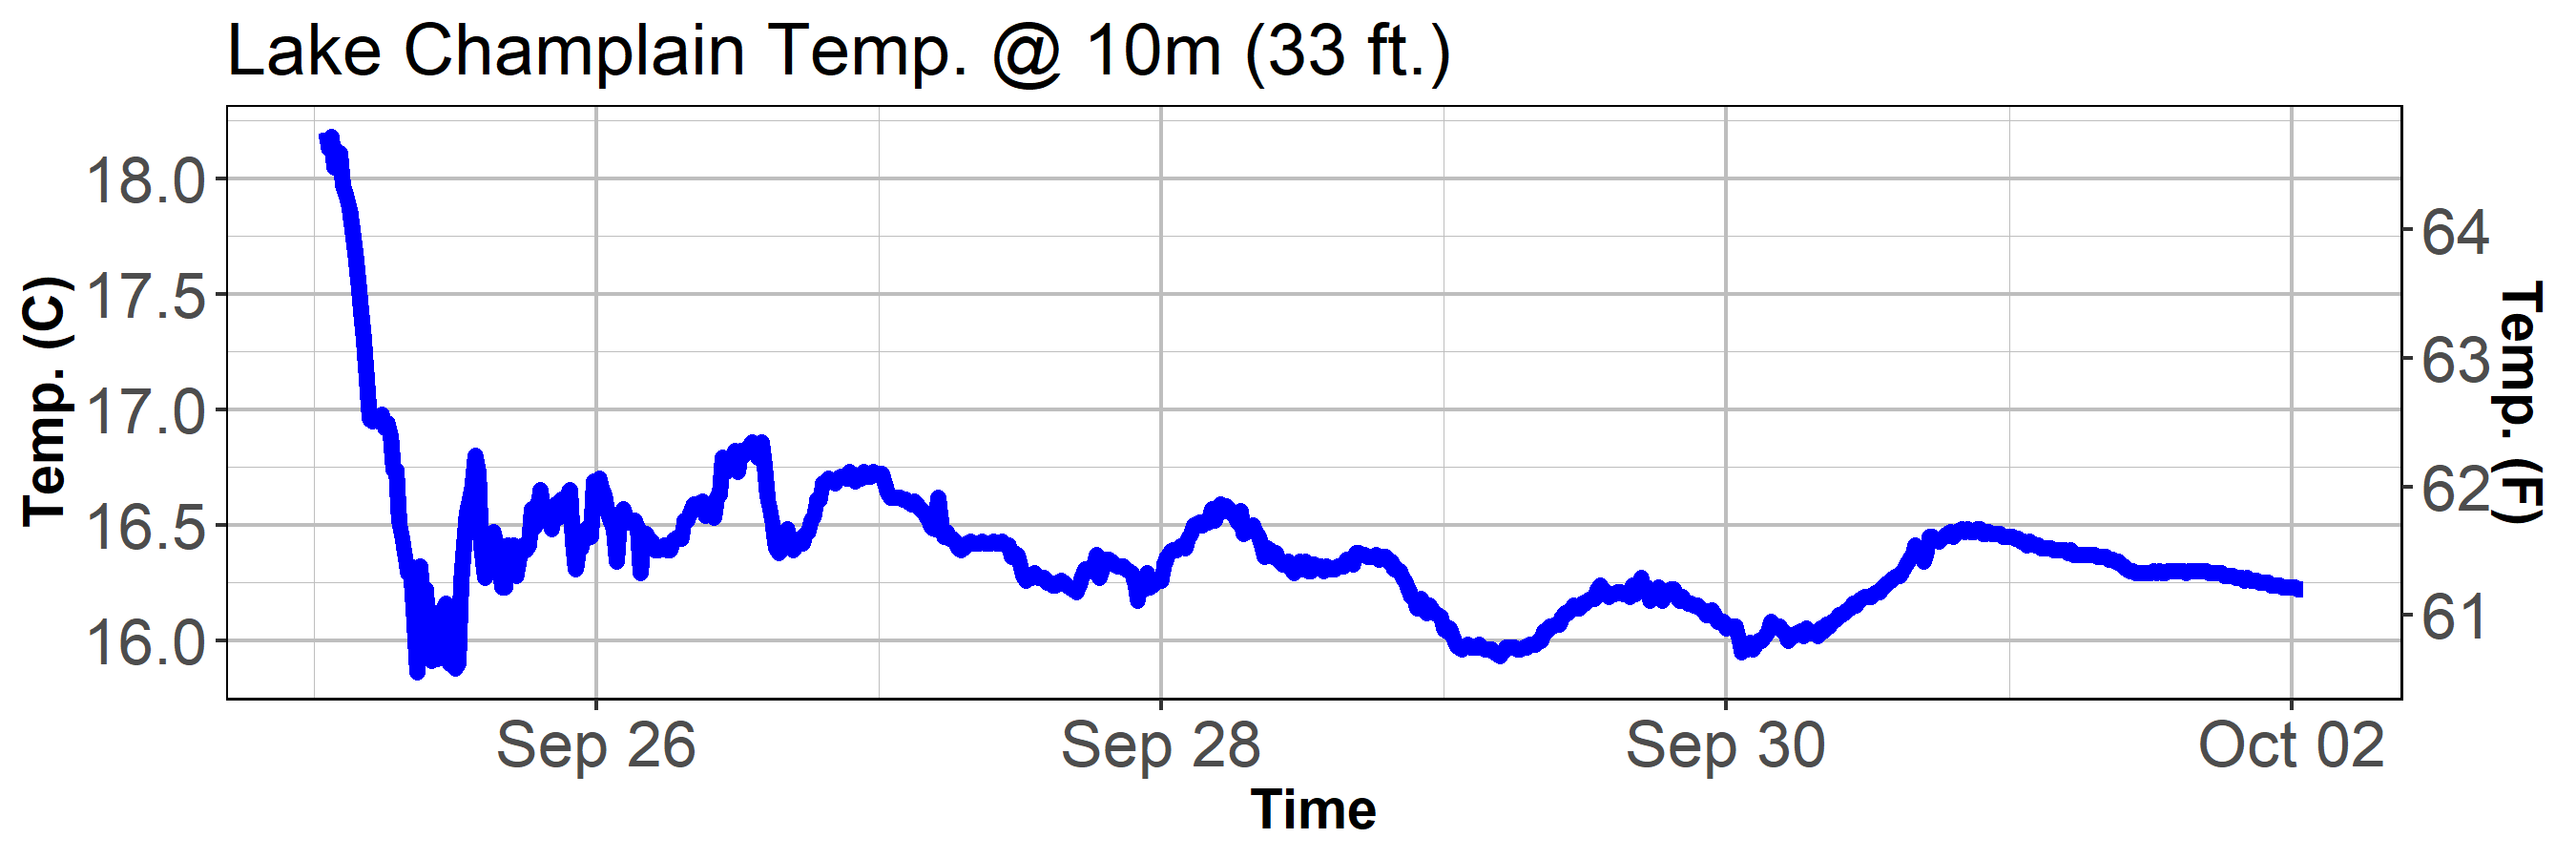 Lake Champlain Temp. @ 10m (33 ft.)
Temp. (C)
18.0
17.5
17.0
16.5
16.0
64
63
62
61
Temp. (F)
Sep 26 Sep 28 Sep 30 Oct 02
Time